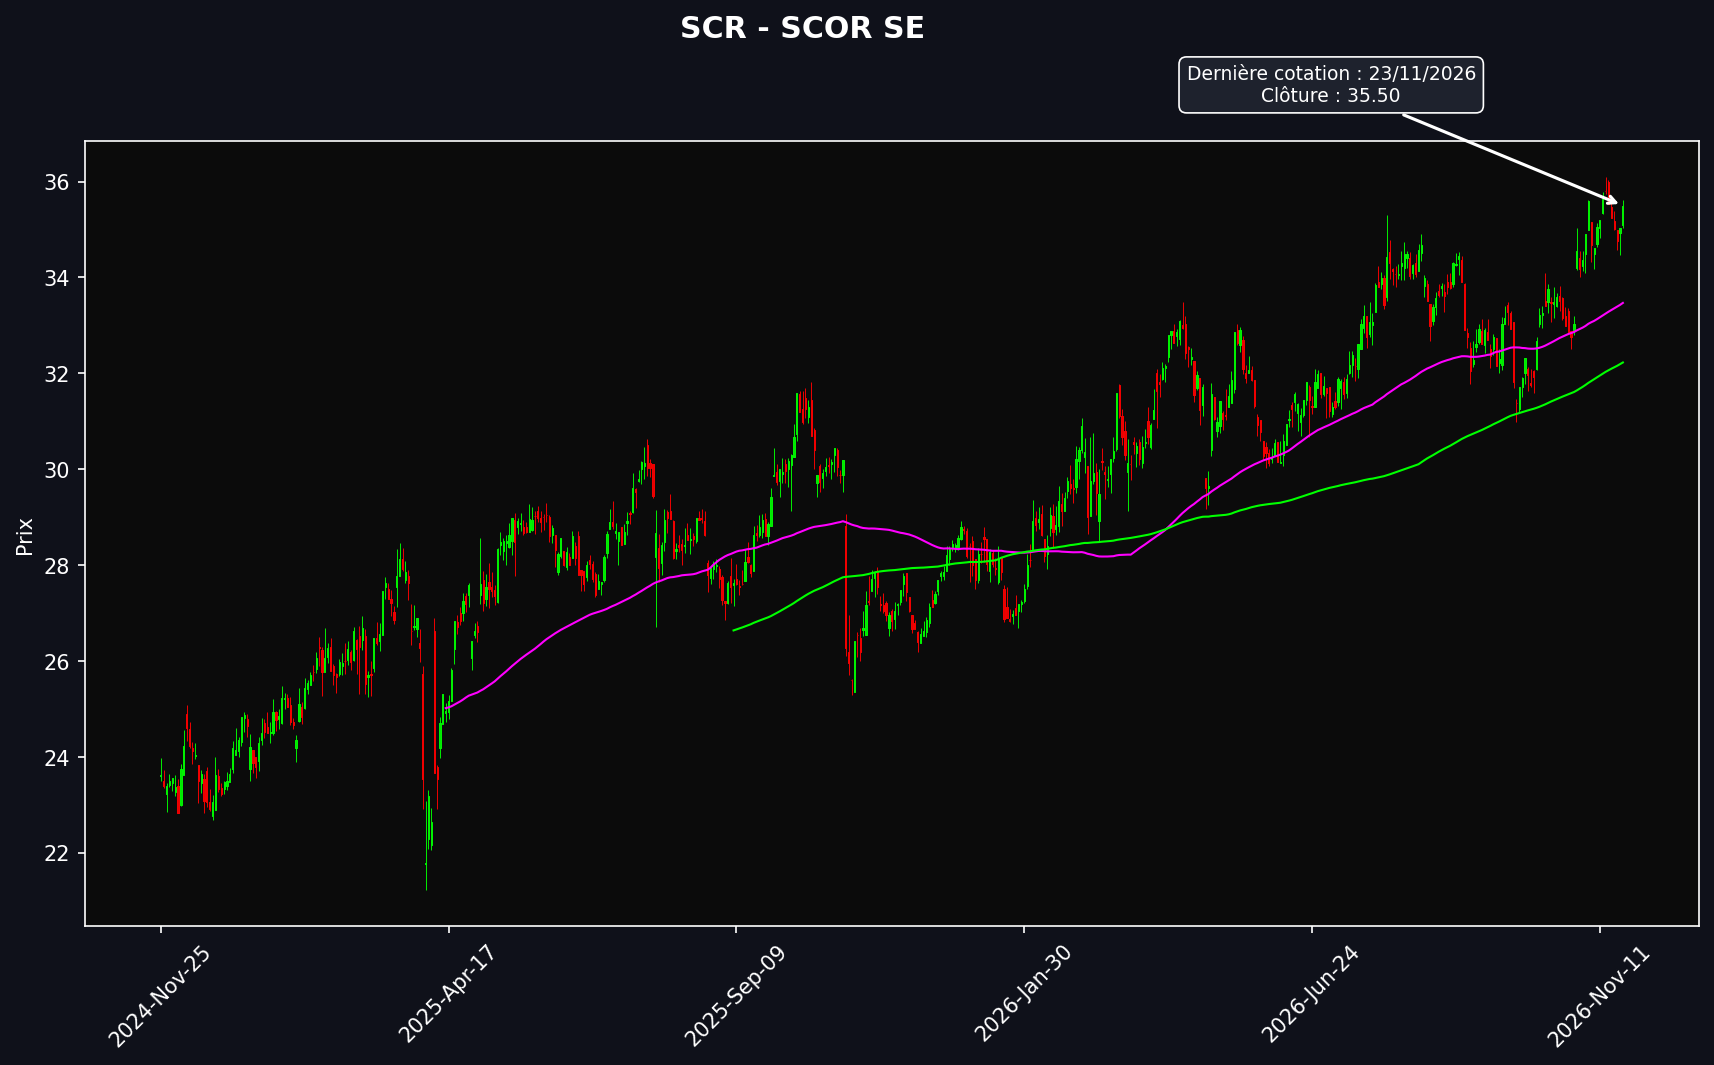 SCR - SCOR SE
Dernière cotation : 23/11/2026
Clôture : 35.50
36
34
32
30
28
26
24
22
Prix
2024-Nov-25
2025-Apr-17
2025-Sep-09
2026-Jan-30
2026-Jun-24
2026-Nov-11